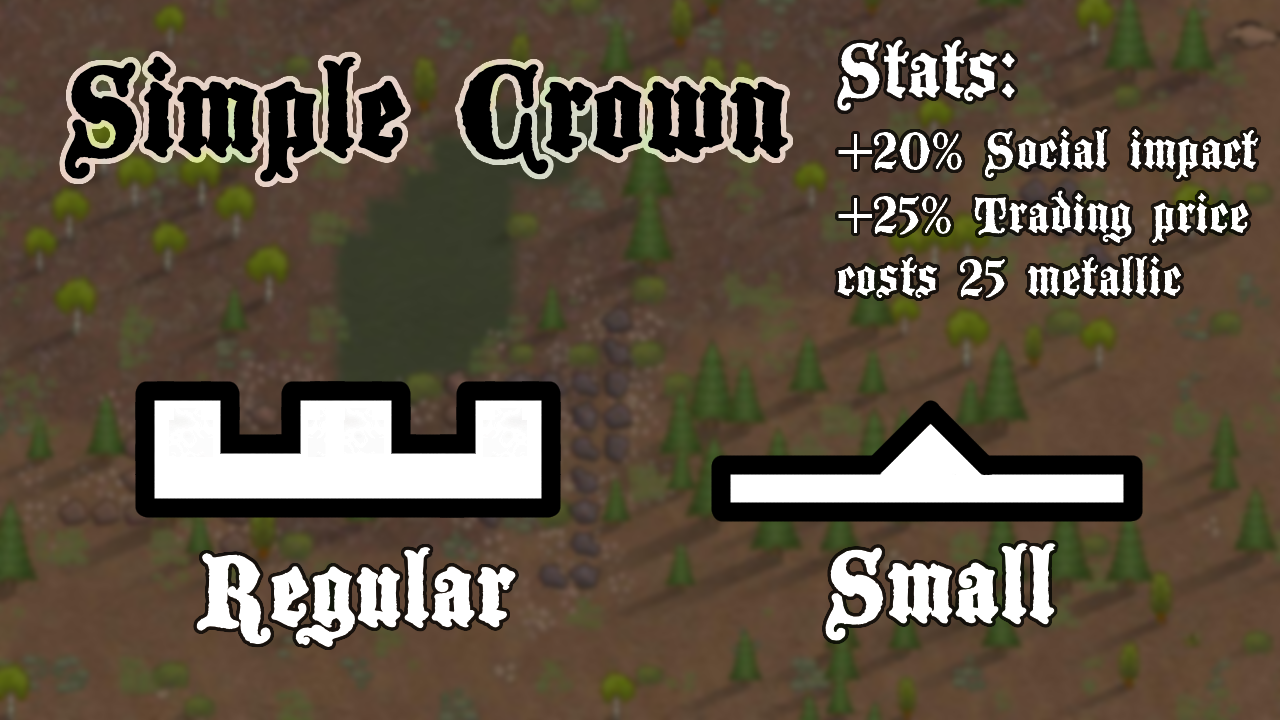 Simple Crown
Stats:
+20% Social impact
+25% Trading price
costs 25 metallic
Regular
Small